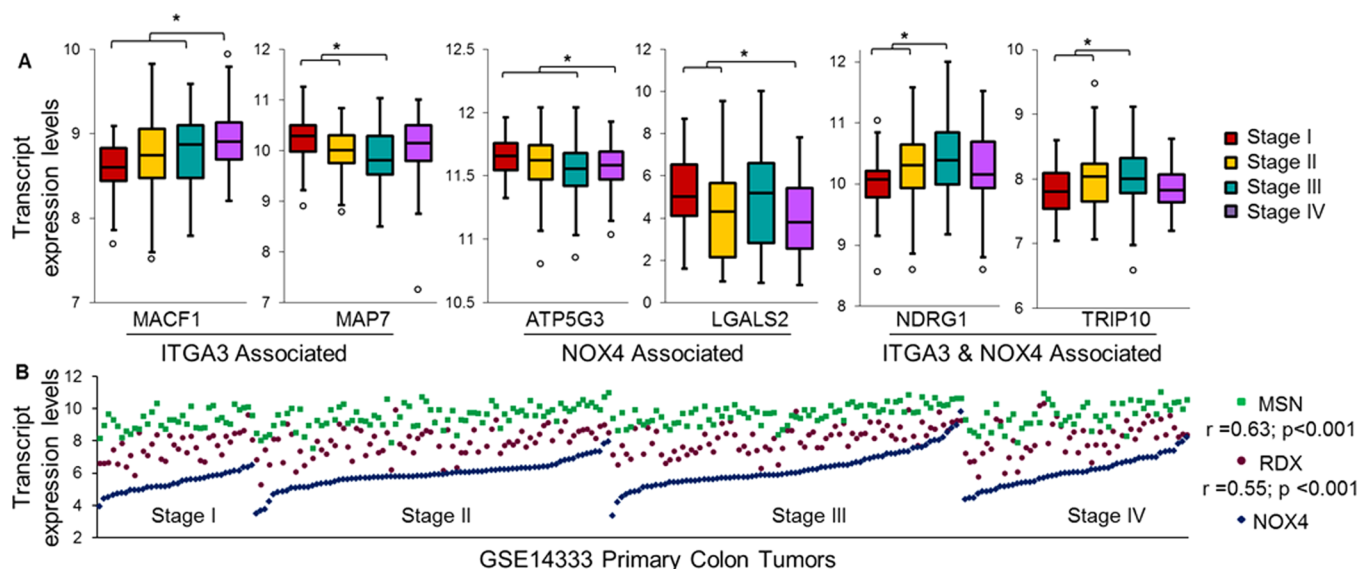 A
Transcript
expression levels
10
9
8
7
*
MACF1
12
11
10
9
8
7
*
MAP7
ITGA3 Associated
12.5
12
11.5
11
10.5
*
ATP5G3
12
10
8
6
4
2
0
*
LGALS2
NOX4 Associated
12
11
10
9
8
*
NDRG1
10
9
8
7
6
*
TRIP10
ITGA3 & NOX4 Associated
Stage I
Stage II
Stage III
Stage IV
B
Transcript
expression levels
12
10
8
6
4
2
Stage I
Stage II
Stage III
Stage IV
GSE14333 Primary Colon Tumors
MSN
r =0.63; p<0.001
RDX
r =0.55; p <0.001
NOX4